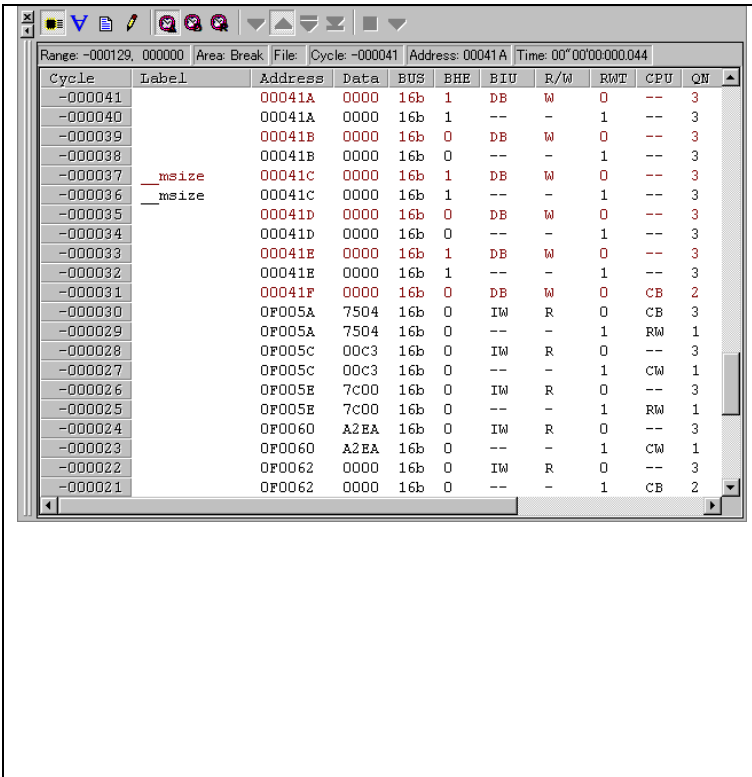 Range: -000129, 000000 Area: Break File: Cycle: -000041 Address: 00041A Time: 00"00'00:000.044
Cycle Label Address Data BUS BHE BIU R/W RWT CPU QN
-000041 00041A 0000 16b 1 DB W 0 -- 3
-000040 00041A 0000 16b 1 -- - 1 -- 3
-000039 00041B 0000 16b 0 DB W 0 -- 3
-000038 00041B 0000 16b 0 -- - 1 -- 3
-000037 __msize 00041C 0000 16b 1 DB W 0 -- 3
-000036 __msize 00041C 0000 16b 1 -- - 1 -- 3
-000035 00041D 0000 16b 0 DB W 0 -- 3
-000034 00041D 0000 16b 0 -- - 1 -- 3
-000033 00041E 0000 16b 1 DB W 0 -- 3
-000032 00041E 0000 16b 1 -- - 1 -- 3
-000031 00041F 0000 16b 0 DB W 0 CB 2
-000030 0F005A 7504 16b 0 IW R 0 CB 3
-000029 0F005A 7504 16b 0 -- - 1 RW 1
-000028 0F005C 00C3 16b 0 IW R 0 -- 3
-000027 0F005C 00C3 16b 0 -- - 1 CW 1
-000026 0F005E 7C00 16b 0 IW R 0 -- 3
-000025 0F005E 7C00 16b 0 -- - 1 RW 1
-000024 0F0060 A2EA 16b 0 IW R 0 -- 3
-000023 0F0060 A2EA 16b 0 -- - 1 CW 1
-000022 0F0062 0000 16b 0 IW R 0 -- 3
-000021 0F0062 0000 16b 0 -- - 1 CB 2